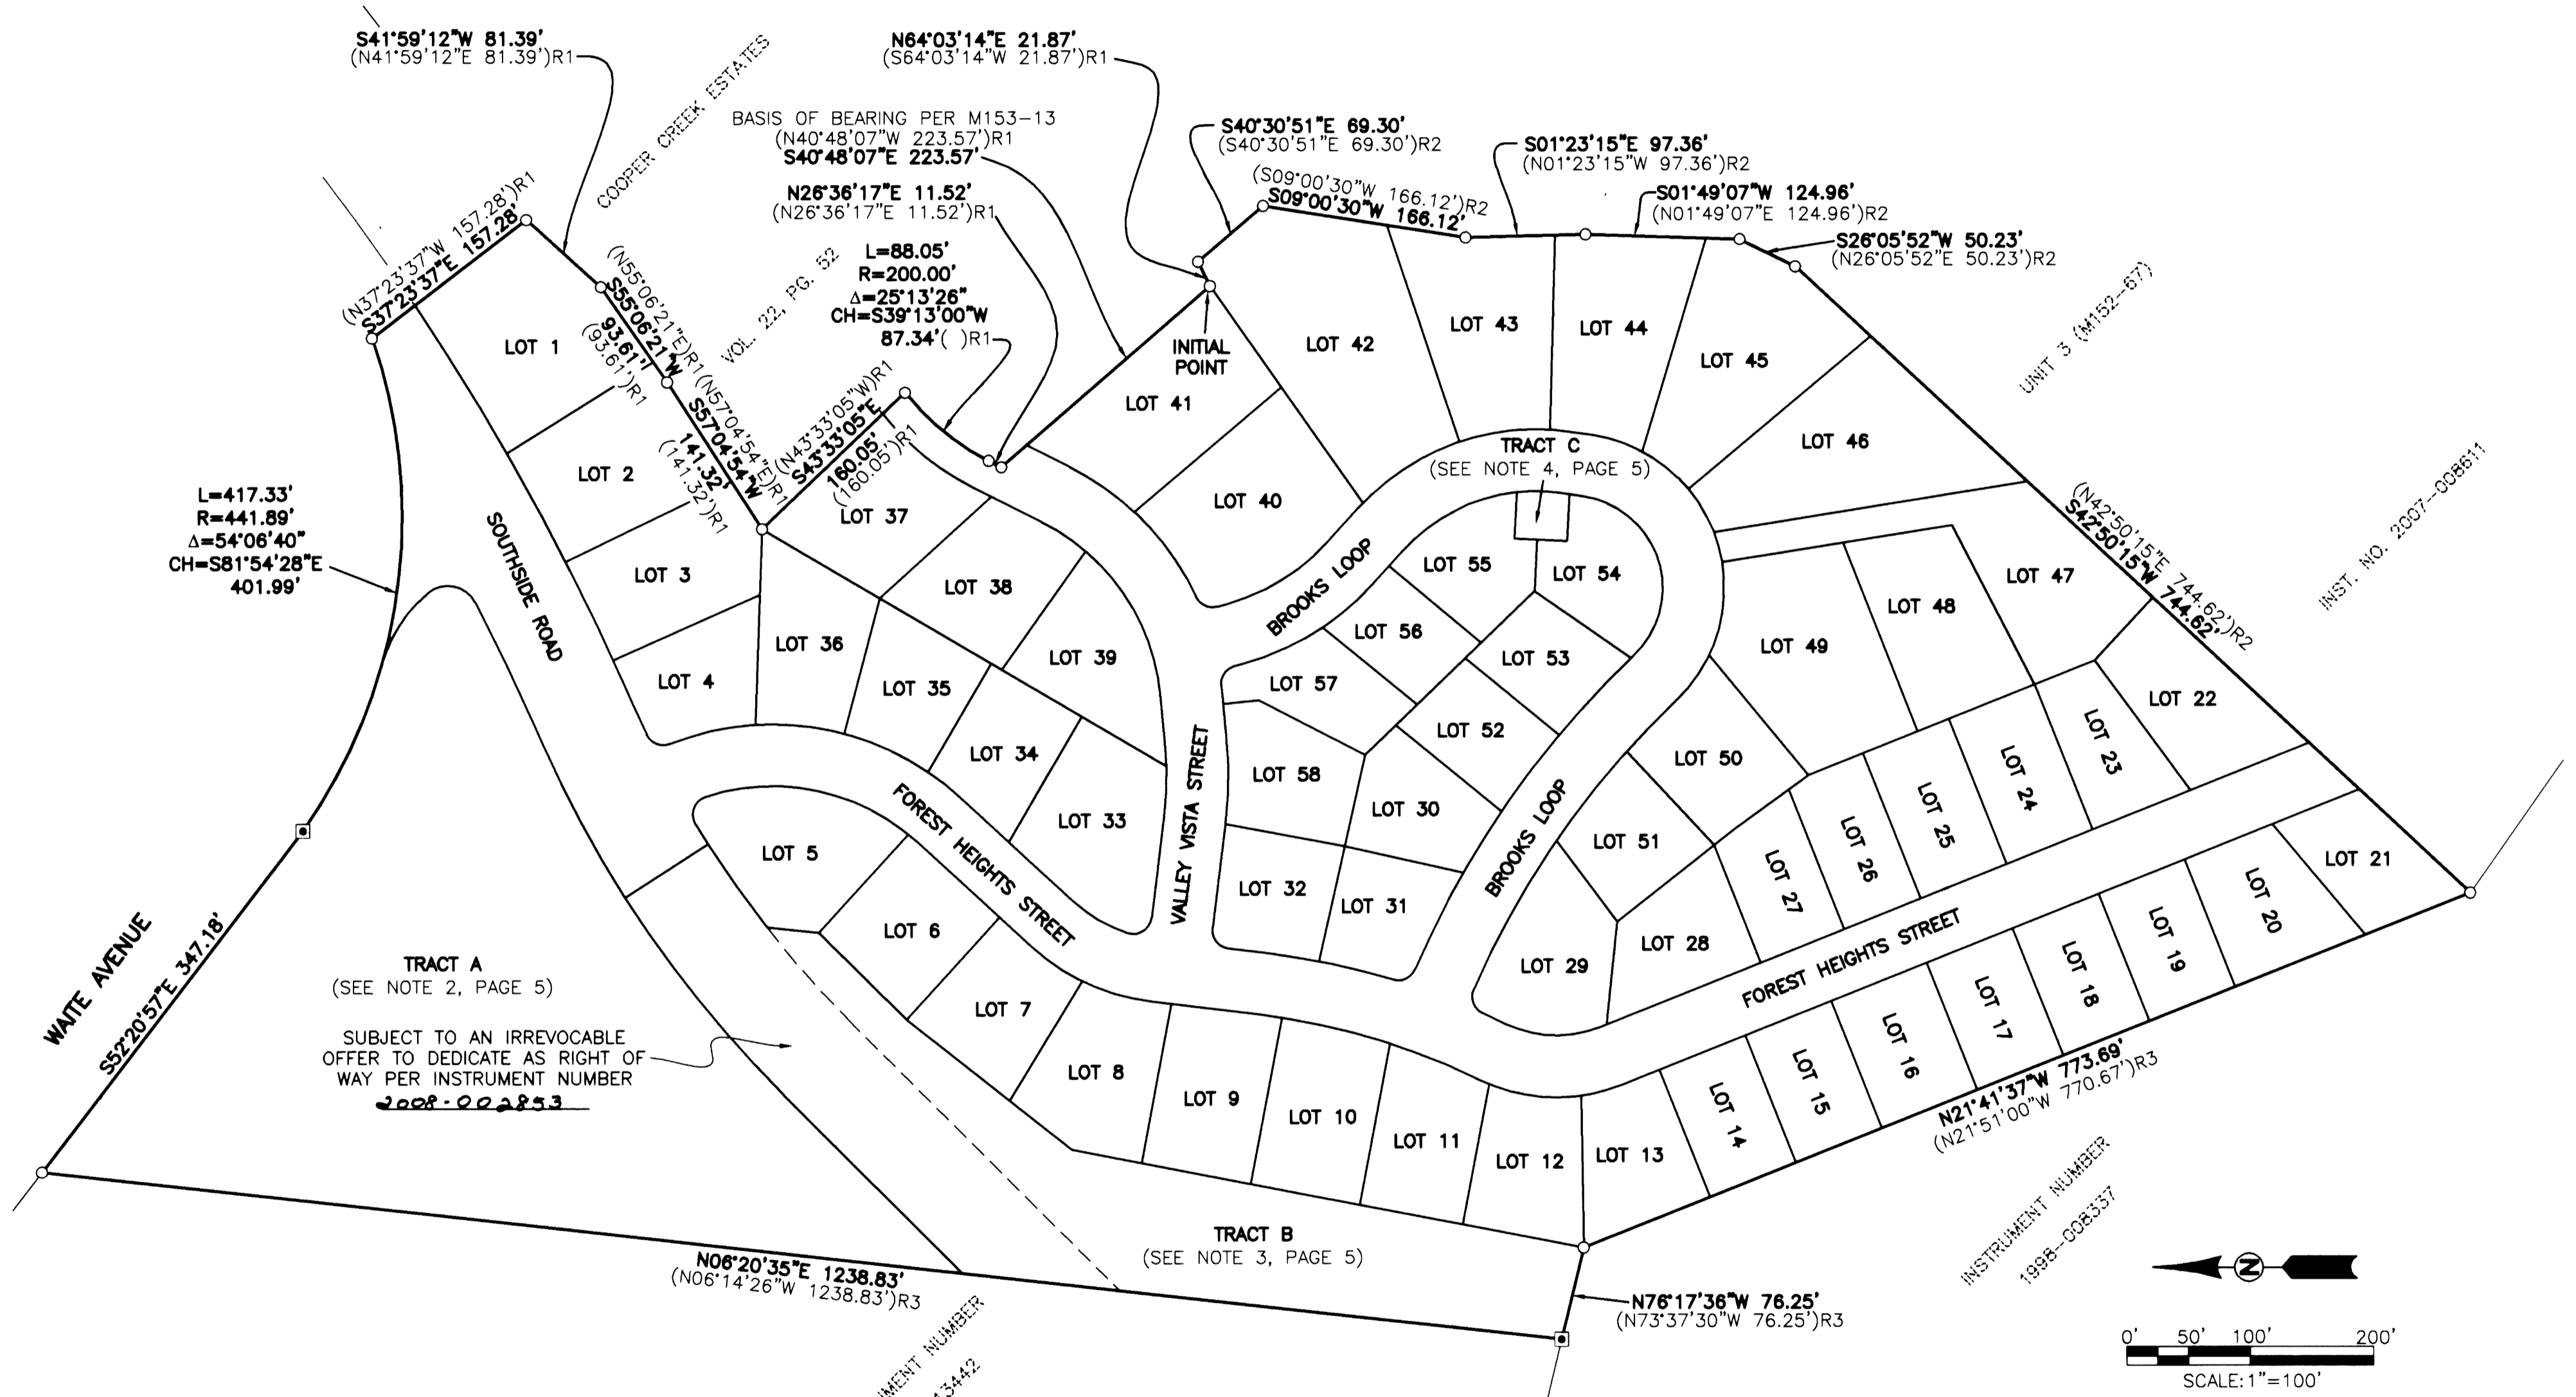 S41°59'12"W 81.39'
(N41°59'12"E 81.39')R1
COOPER CREEK ESTATES
VOL. 22, PG. 52
N64°03'14"E 21.87'
(S64°03'14"W 21.87')R1
BASIS OF BEARING PER M153-13
(N40°48'07"W 223.57')R1
S40°48'07"E 223.57'
N26°36'17"E 11.52'
(N26°36'17"E 11.52')R1
L=88.05'
R=200.00'
Δ=25°13'26"
CH=S39°13'00"W
87.34'( )R1
S40°30'51"E 69.30'
(S40°30'51"E 69.30')R2
(S09°00'30"W 166.12')R2
S09°00'30"W 166.12'
S01°23'15"E 97.36'
(N01°23'15"W 97.36')R2
S01°49'07"W 124.96'
(N01°49'07"E 124.96')R2
S26°05'52"W 50.23'
(N26°05'52"E 50.23')R2
UNIT 3 (M152--67)
INST. NO. 2007--008611
(N37°23'37"W 157.28')R1
S37°23'37"E 157.28'
(N55°06'21"E)R1
S55°06'21"W
93.61'
(93.61')R1
(N57°04'54"E)R1
S57°04'54"W
141.32'
(141.32')R1
(N43°33'05"W)R1
S43°33'05"E
160.05'
(160.05')R1
INITIAL
POINT
L=417.33'
R=441.89'
Δ=54°06'40"
CH=S81°54'28"E
401.99'
(N42°50'15"E 744.62')R2
S42°50'15"W 744.62'
LOT 1
LOT 2
LOT 3
LOT 4
LOT 37
LOT 38
LOT 39
LOT 36
LOT 35
LOT 34
LOT 33
LOT 41
LOT 40
LOT 42
LOT 43
LOT 44
LOT 45
LOT 46
TRACT C
(SEE NOTE 4, PAGE 5)
LOT 55
LOT 54
LOT 56
LOT 53
LOT 57
LOT 52
LOT 58
LOT 30
LOT 32
LOT 31
LOT 47
LOT 48
LOT 49
LOT 50
LOT 51
LOT 22
LOT 23
LOT 24
LOT 25
LOT 26
LOT 27
LOT 28
LOT 29
LOT 5
LOT 6
LOT 7
LOT 8
LOT 9
LOT 10
LOT 11
LOT 12
LOT 13
LOT 14
LOT 15
LOT 16
LOT 17
LOT 18
LOT 19
LOT 20
LOT 21
SOUTHSIDE ROAD
FOREST HEIGHTS STREET
VALLEY VISTA STREET
BROOKS LOOP
BROOKS LOOP
FOREST HEIGHTS STREET
WAITE AVENUE
S52°20'57"E 347.18'
TRACT A
(SEE NOTE 2, PAGE 5)
SUBJECT TO AN IRREVOCABLE
OFFER TO DEDICATE AS RIGHT OF
WAY PER INSTRUMENT NUMBER
2008-002853
TRACT B
(SEE NOTE 3, PAGE 5)
N06°20'35"E 1238.83'
(N06°14'26"W 1238.83')R3
UMENT NUMBER
13442
N76°17'36"W 76.25'
(N73°37'30"W 76.25')R3
N21°41'37"W 773.69'
(N21°51'00"W 770.67')R3
INSTRUMENT NUMBER
1998--008337
N
0' 50' 100' 200'
SCALE: 1"=100'